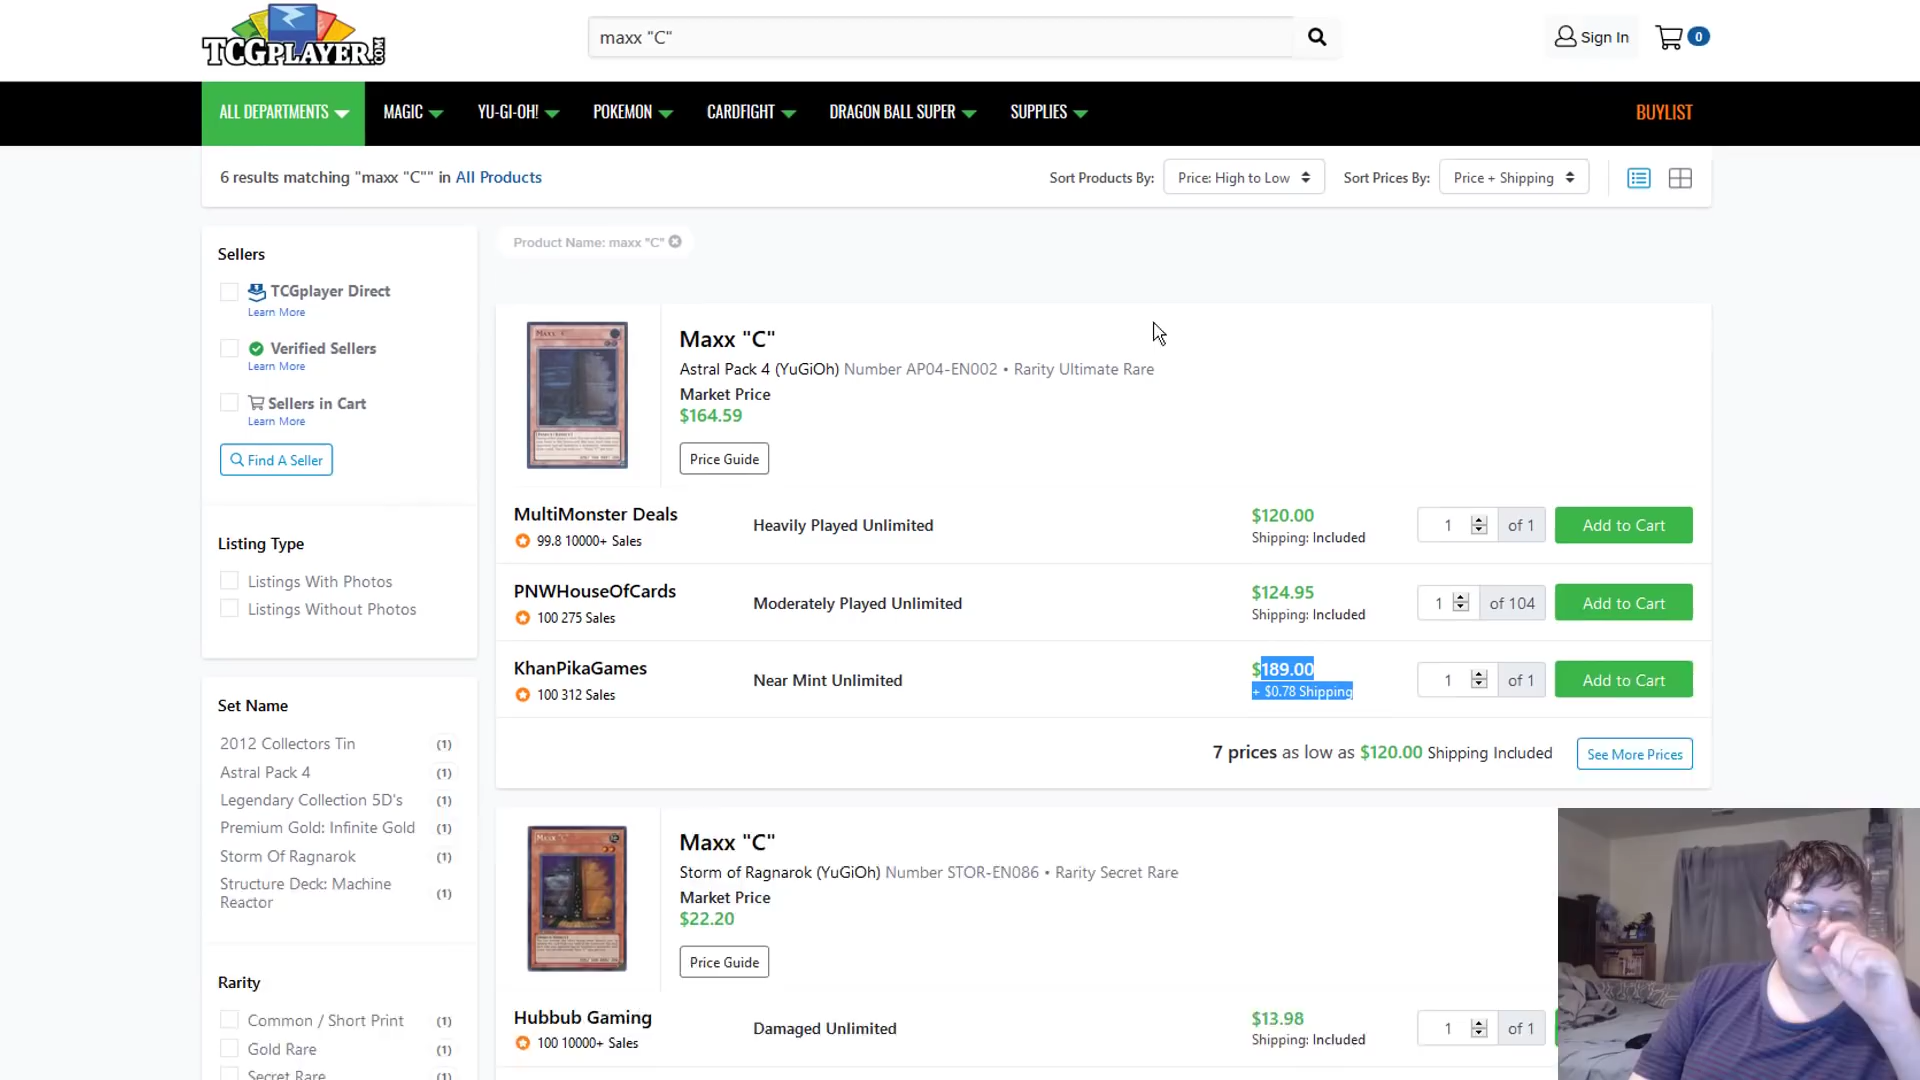 TCGPLAYER.COM
maxx "C"
Sign In
0
ALL DEPARTMENTS
MAGIC
YU-GI-OH!
POKEMON
CARDFIGHT
DRAGON BALL SUPER
SUPPLIES
BUYLIST
6 results matching "maxx "C"" in All Products
Sort Products By:
Price: High to Low
Sort Prices By:
Price + Shipping
Product Name: maxx "C"
Sellers
TCGplayer Direct
Learn More
Verified Sellers
Learn More
Sellers in Cart
Learn More
Find A Seller
Listing Type
Listings With Photos
Listings Without Photos
Set Name
2012 Collectors Tin (1)
Astral Pack 4 (1)
Legendary Collection 5D's (1)
Premium Gold: Infinite Gold (1)
Storm Of Ragnarok (1)
Structure Deck: Machine
Reactor (1)
Rarity
Common / Short Print (1)
Gold Rare (1)
Secret Rare (1)
Maxx "C"
Astral Pack 4 (YuGiOh) Number AP04-EN002 • Rarity Ultimate Rare
Market Price
$164.59
Price Guide
MultiMonster Deals
99.8 10000+ Sales
Heavily Played Unlimited
$120.00
Shipping: Included
1 of 1
Add to Cart
PNWHouseOfCards
100 275 Sales
Moderately Played Unlimited
$124.95
Shipping: Included
1 of 104
Add to Cart
KhanPikaGames
100 312 Sales
Near Mint Unlimited
$189.00
+ $0.78 Shipping
1 of 1
Add to Cart
7 prices as low as $120.00 Shipping Included
See More Prices
Maxx "C"
Storm of Ragnarok (YuGiOh) Number STOR-EN086 • Rarity Secret Rare
Market Price
$22.20
Price Guide
Hubbub Gaming
100 10000+ Sales
Damaged Unlimited
$13.98
Shipping: Included
1 of 1